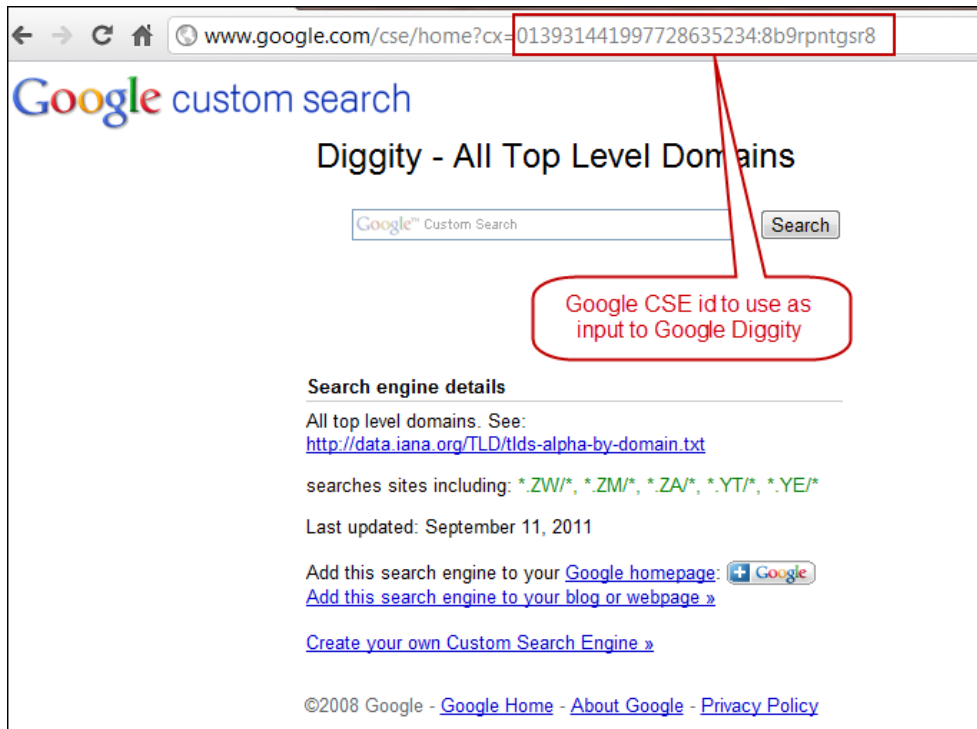 www.google.com/cse/home?cx=013931441997728635234:8b9rpntgsr8
Google custom search
Diggity - All Top Level Domains
Google™ Custom Search
Search
Google CSE id to use as
input to Google Diggity
Search engine details
All top level domains. See:
http://data.iana.org/TLD/tlds-alpha-by-domain.txt
searches sites including: *.ZW/*, *.ZM/*, *.ZA/*, *.YT/*, *.YE/*
Last updated: September 11, 2011
Add this search engine to your Google homepage: + Google
Add this search engine to your blog or webpage »
Create your own Custom Search Engine »
©2008 Google - Google Home - About Google - Privacy Policy